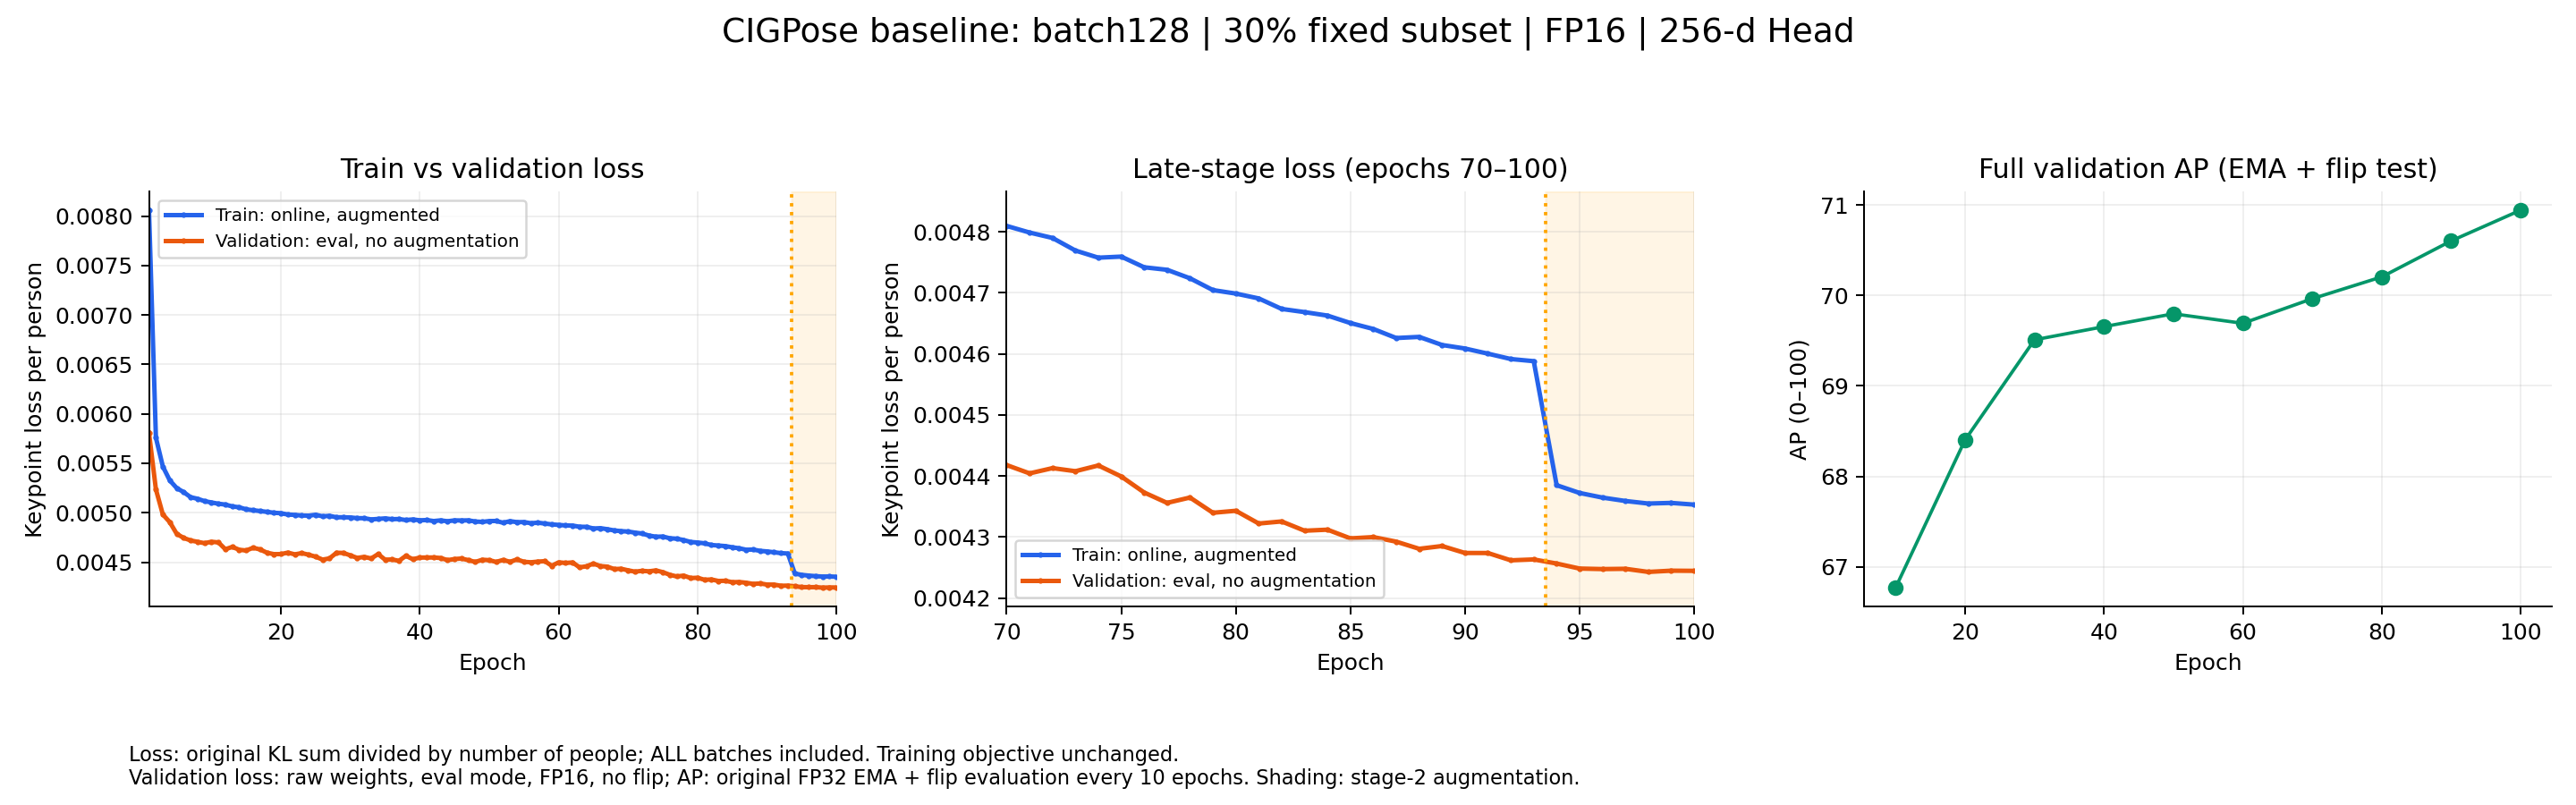 CIGPose baseline: batch128 | 30% fixed subset | FP16 | 256-d Head
Train vs validation loss
Keypoint loss per person
0.0080
0.0075
0.0070
0.0065
0.0060
0.0055
0.0050
0.0045
Train: online, augmented
Validation: eval, no augmentation
20
40
60
80
100
Epoch
Late-stage loss (epochs 70–100)
Keypoint loss per person
0.0048
0.0047
0.0046
0.0045
0.0044
0.0043
0.0042
Train: online, augmented
Validation: eval, no augmentation
70
75
80
85
90
95
100
Epoch
Full validation AP (EMA + flip test)
AP (0–100)
71
70
69
68
67
20
40
60
80
100
Epoch
Loss: original KL sum divided by number of people; ALL batches included. Training objective unchanged.
Validation loss: raw weights, eval mode, FP16, no flip; AP: original FP32 EMA + flip evaluation every 10 epochs. Shading: stage-2 augmentation.